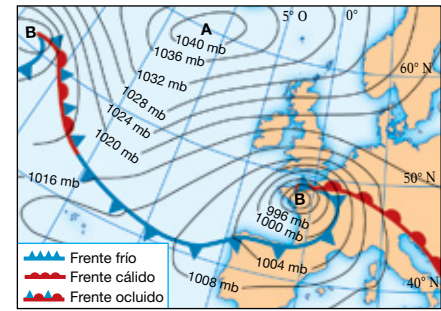 B
A
5° O
0°
1040 mb
1036 mb
1032 mb
1028 mb
1024 mb
1020 mb
1016 mb
60° N
50° N
B
996 mb
1000 mb
1004 mb
1008 mb
40° N
Frente frío
Frente cálido
Frente ocluido